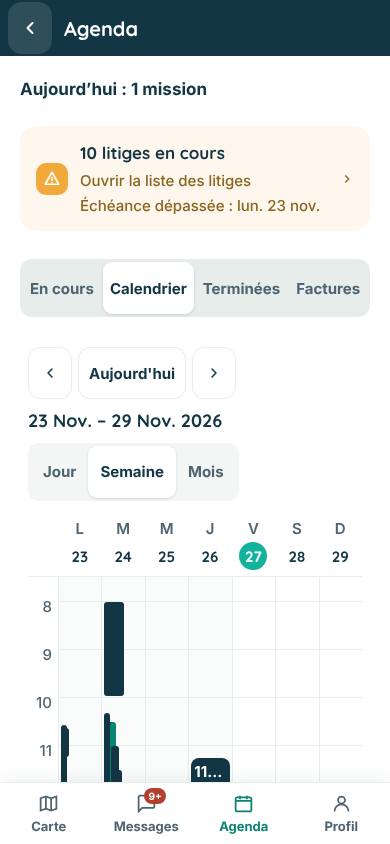 Agenda
Aujourd’hui : 1 mission
10 litiges en cours
Ouvrir la liste des litiges
Échéance dépassée : lun. 23 nov.
En cours Calendrier Terminées Factures
Aujourd'hui
23 Nov. – 29 Nov. 2026
Jour Semaine Mois
L M M J V S D
23 24 25 26 27 28 29
8
9
10
11
11...
9+
Carte Messages Agenda Profil